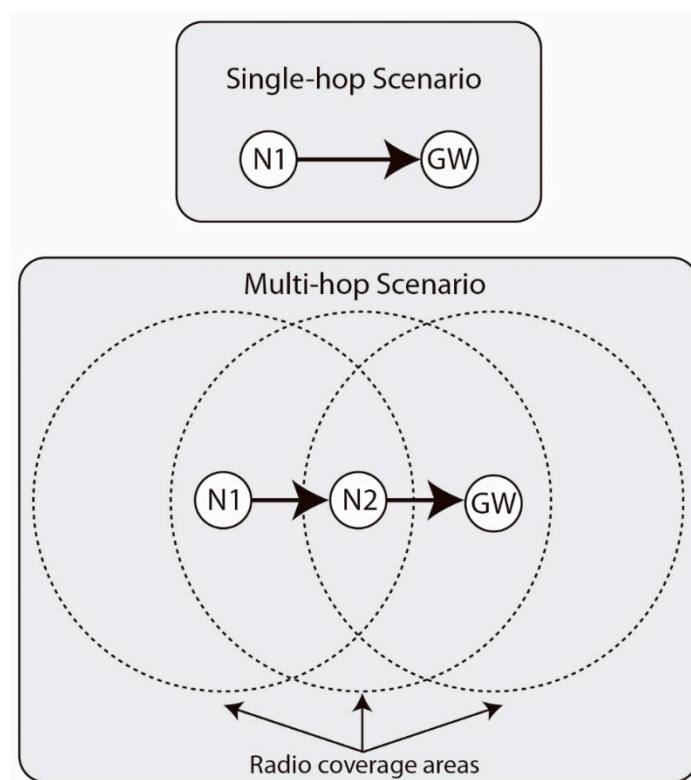 Single-hop Scenario
N1 GW
Multi-hop Scenario
N1 N2 GW
Radio coverage areas